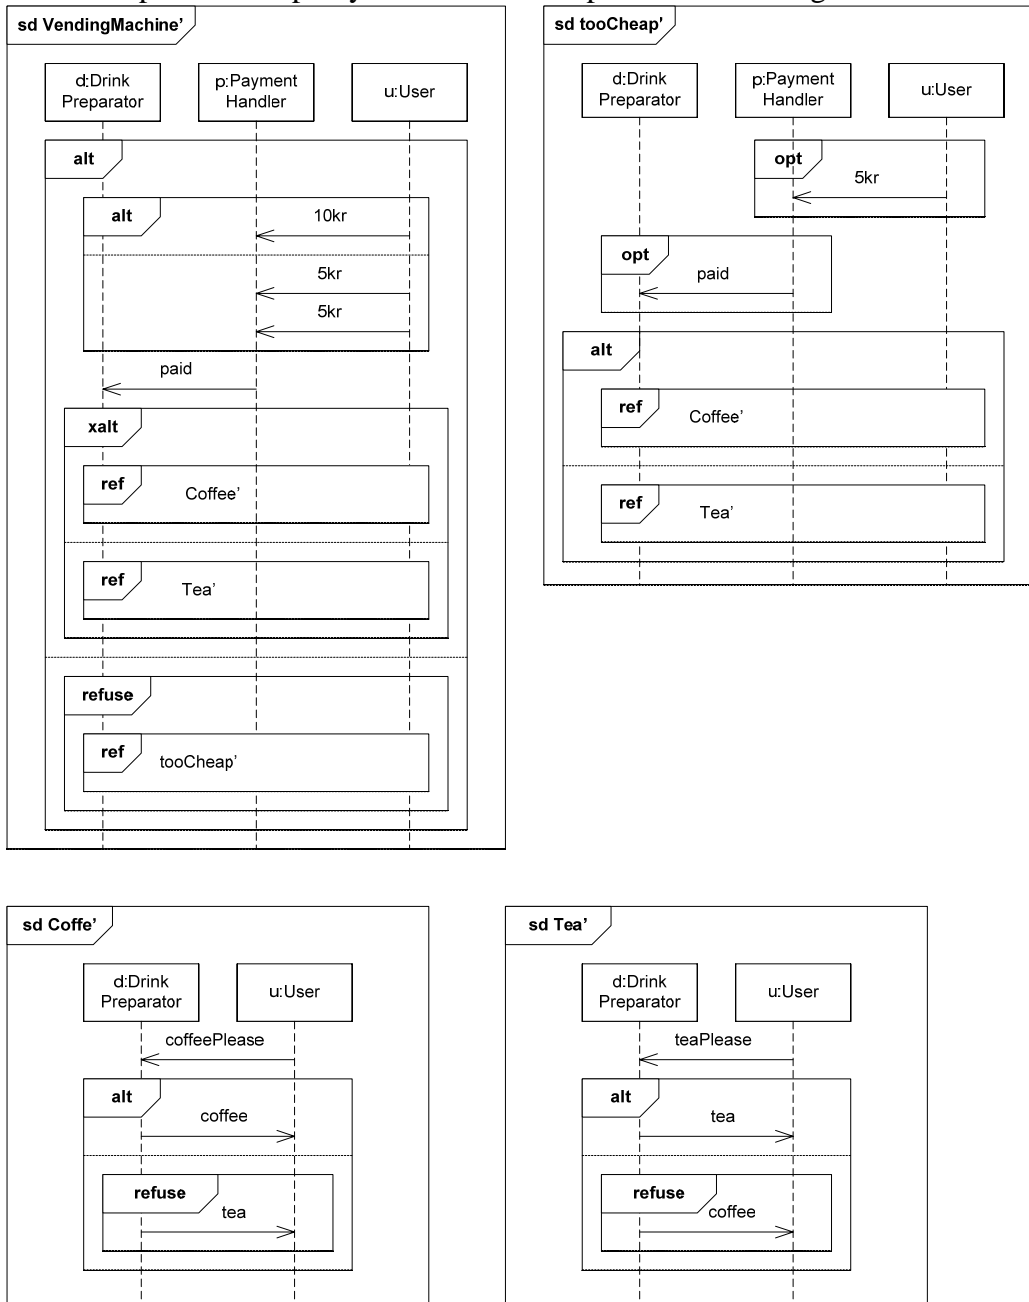 sd VendingMachine'
d:Drink
Preparator
p:Payment
Handler
u:User
alt
alt
10kr
5kr
5kr
paid
xalt
ref
Coffee'
ref
Tea'
refuse
ref
tooCheap'
sd tooCheap'
d:Drink
Preparator
p:Payment
Handler
u:User
opt
5kr
opt
paid
alt
ref
Coffee'
ref
Tea'
sd Coffe'
d:Drink
Preparator
u:User
coffeePlease
alt
coffee
refuse
tea
sd Tea'
d:Drink
Preparator
u:User
teaPlease
alt
tea
refuse
coffee